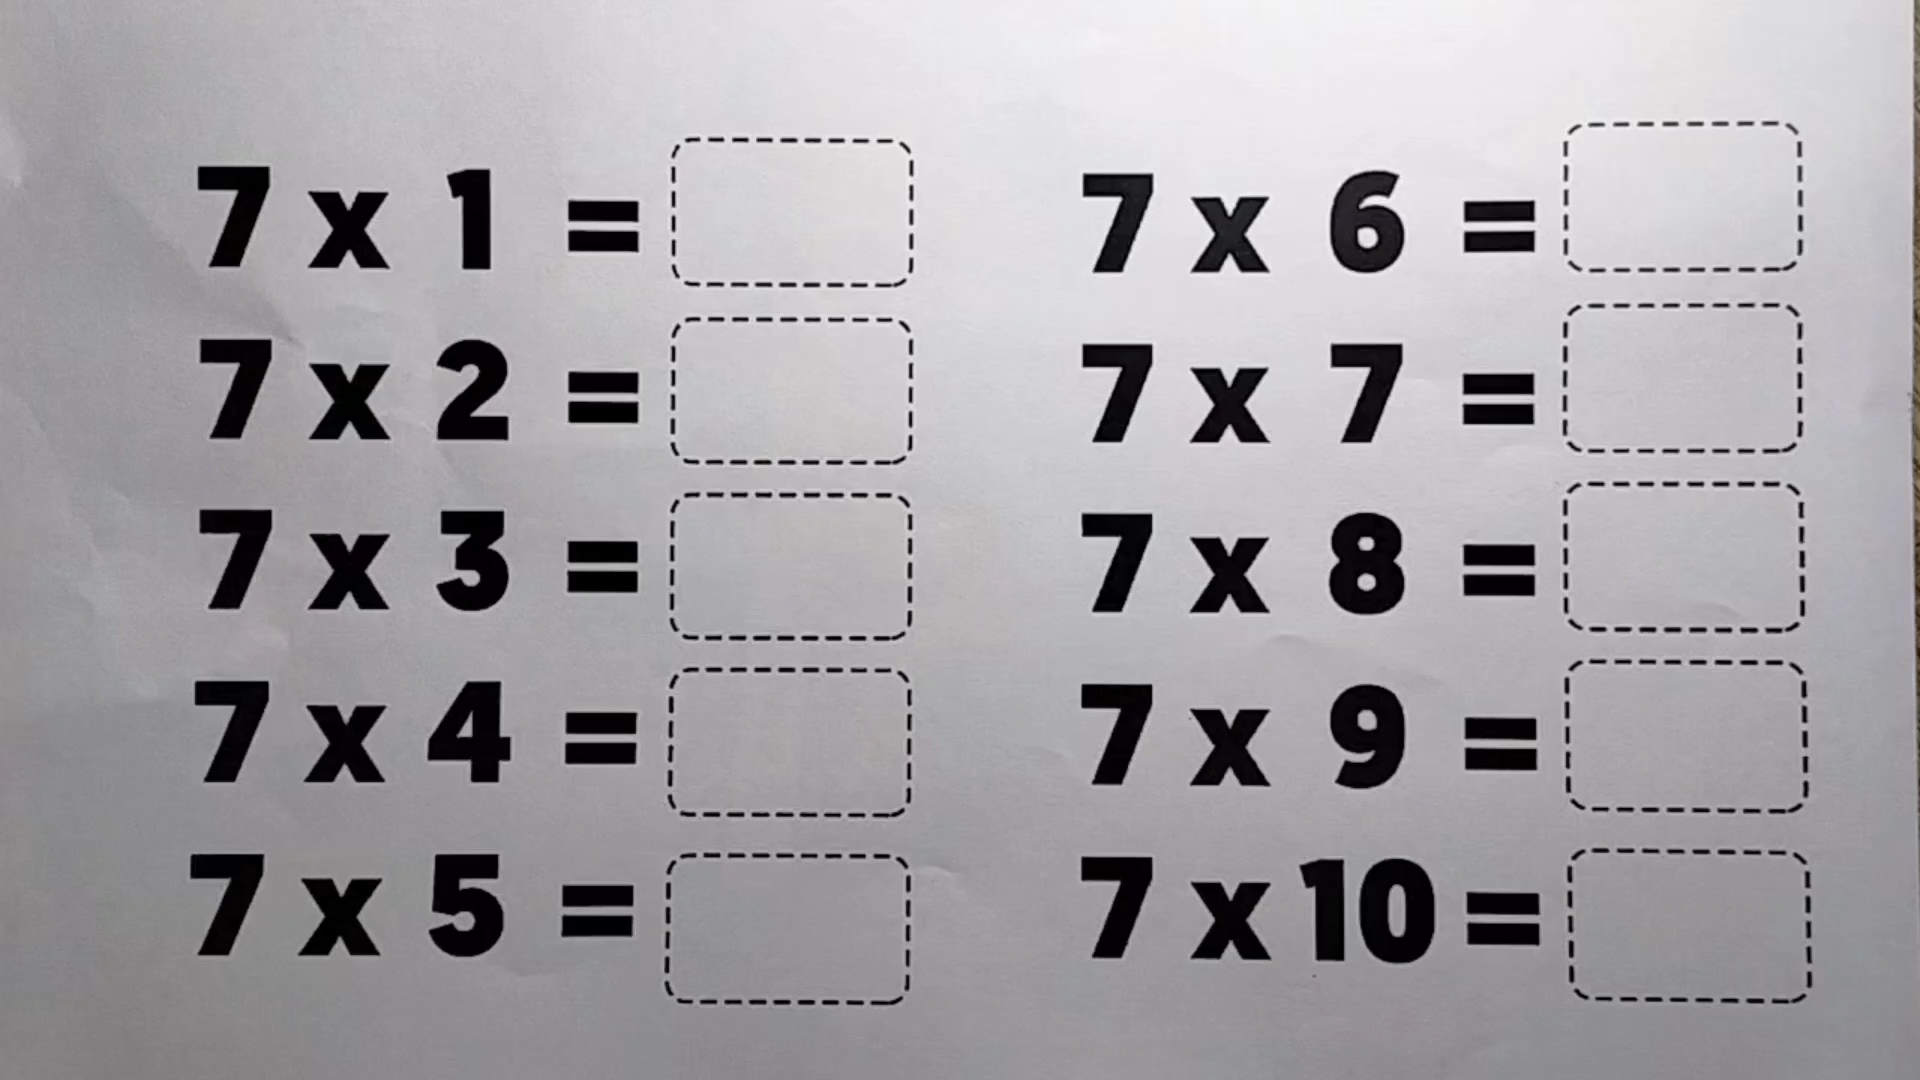 7 x 1 =
7 x 2 =
7 x 3 =
7 x 4 =
7 x 5 =
7 x 6 =
7 x 7 =
7 x 8 =
7 x 9 =
7 x 10 =